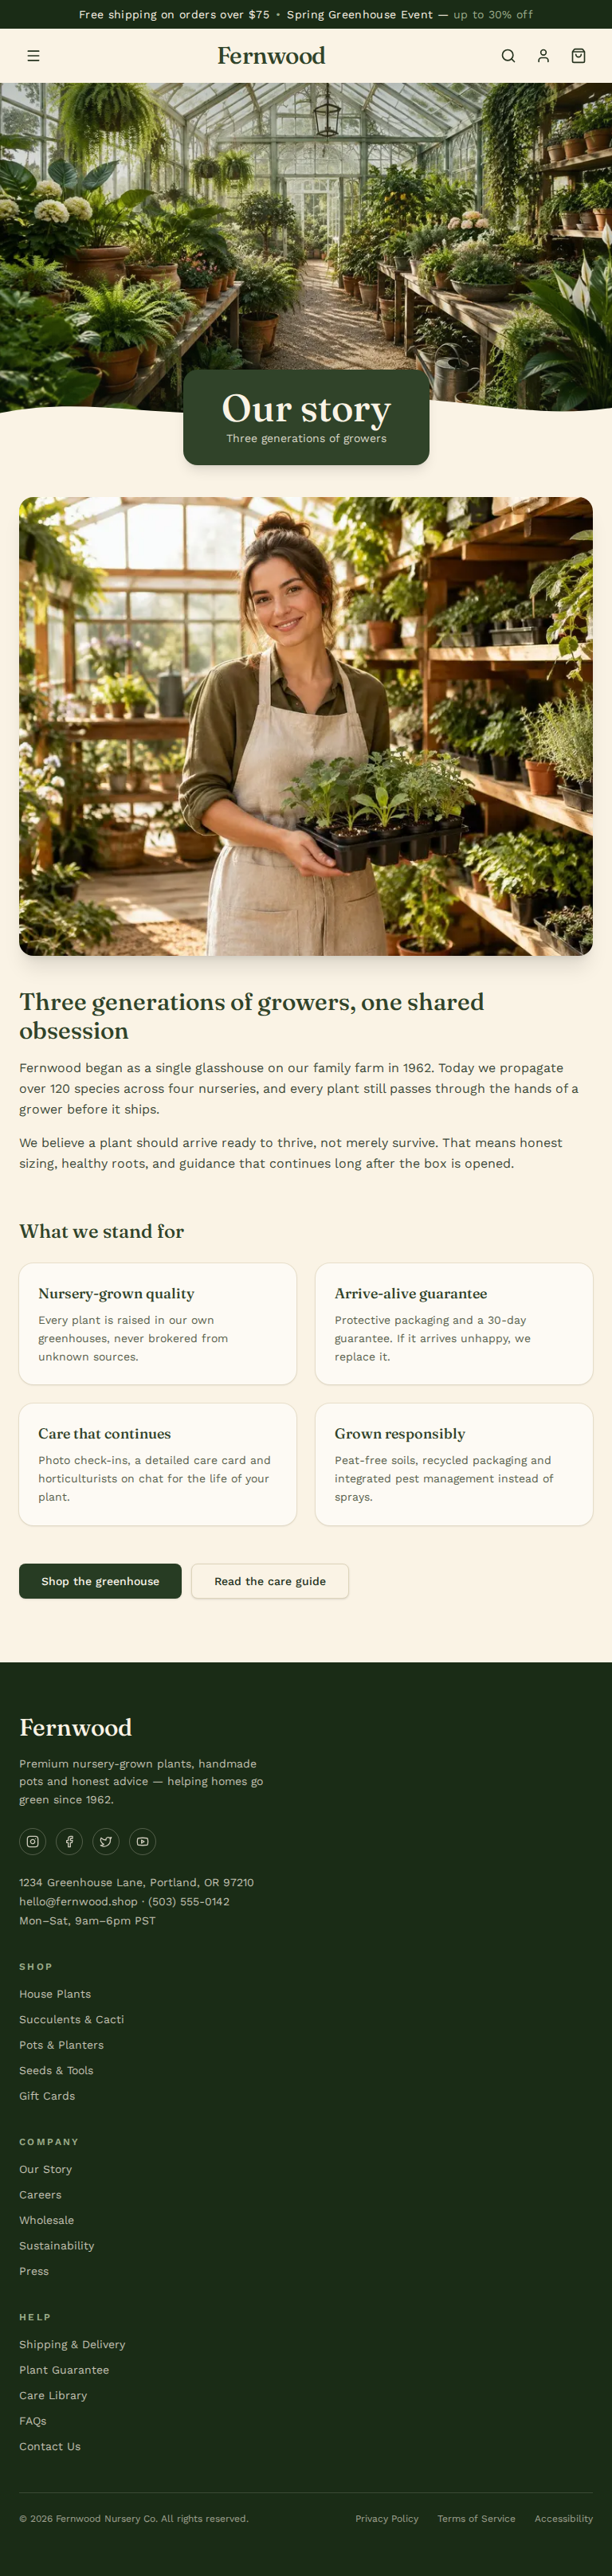 Free shipping on orders over $75 • Spring Greenhouse Event — up to 30% off
Fernwood
Our story
Three generations of growers
Three generations of growers, one shared
obsession
Fernwood began as a single glasshouse on our family farm in 1962. Today we propagate
over 120 species across four nurseries, and every plant still passes through the hands of a
grower before it ships.
We believe a plant should arrive ready to thrive, not merely survive. That means honest
sizing, healthy roots, and guidance that continues long after the box is opened.
What we stand for
Nursery-grown quality
Every plant is raised in our own
greenhouses, never brokered from
unknown sources.
Arrive-alive guarantee
Protective packaging and a 30-day
guarantee. If it arrives unhappy, we
replace it.
Care that continues
Photo check-ins, a detailed care card and
horticulturists on chat for the life of your
plant.
Grown responsibly
Peat-free soils, recycled packaging and
integrated pest management instead of
sprays.
Shop the greenhouse
Read the care guide
Fernwood
Premium nursery-grown plants, handmade
pots and honest advice — helping homes go
green since 1962.
1234 Greenhouse Lane, Portland, OR 97210
hello@fernwood.shop · (503) 555-0142
Mon–Sat, 9am–6pm PST
SHOP
House Plants
Succulents & Cacti
Pots & Planters
Seeds & Tools
Gift Cards
COMPANY
Our Story
Careers
Wholesale
Sustainability
Press
HELP
Shipping & Delivery
Plant Guarantee
Care Library
FAQs
Contact Us
© 2026 Fernwood Nursery Co. All rights reserved.
Privacy Policy
Terms of Service
Accessibility